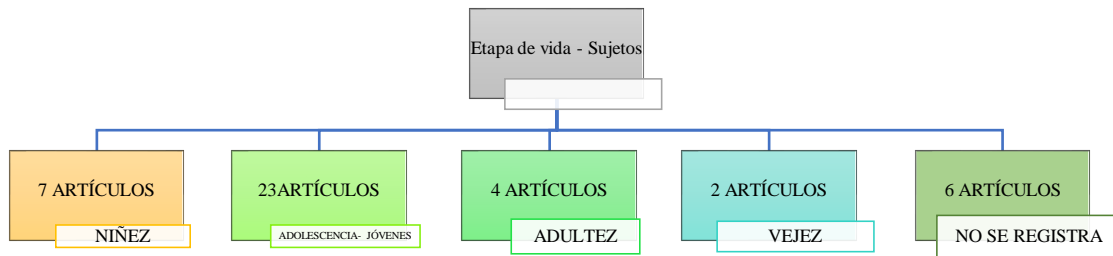 Etapa de vida - Sujetos
7 ARTÍCULOS
NIÑEZ
23ARTÍCULOS
ADOLESCENCIA- JÓVENES
4 ARTÍCULOS
ADULTEZ
2 ARTÍCULOS
VEJEZ
6 ARTÍCULOS
NO SE REGISTRA